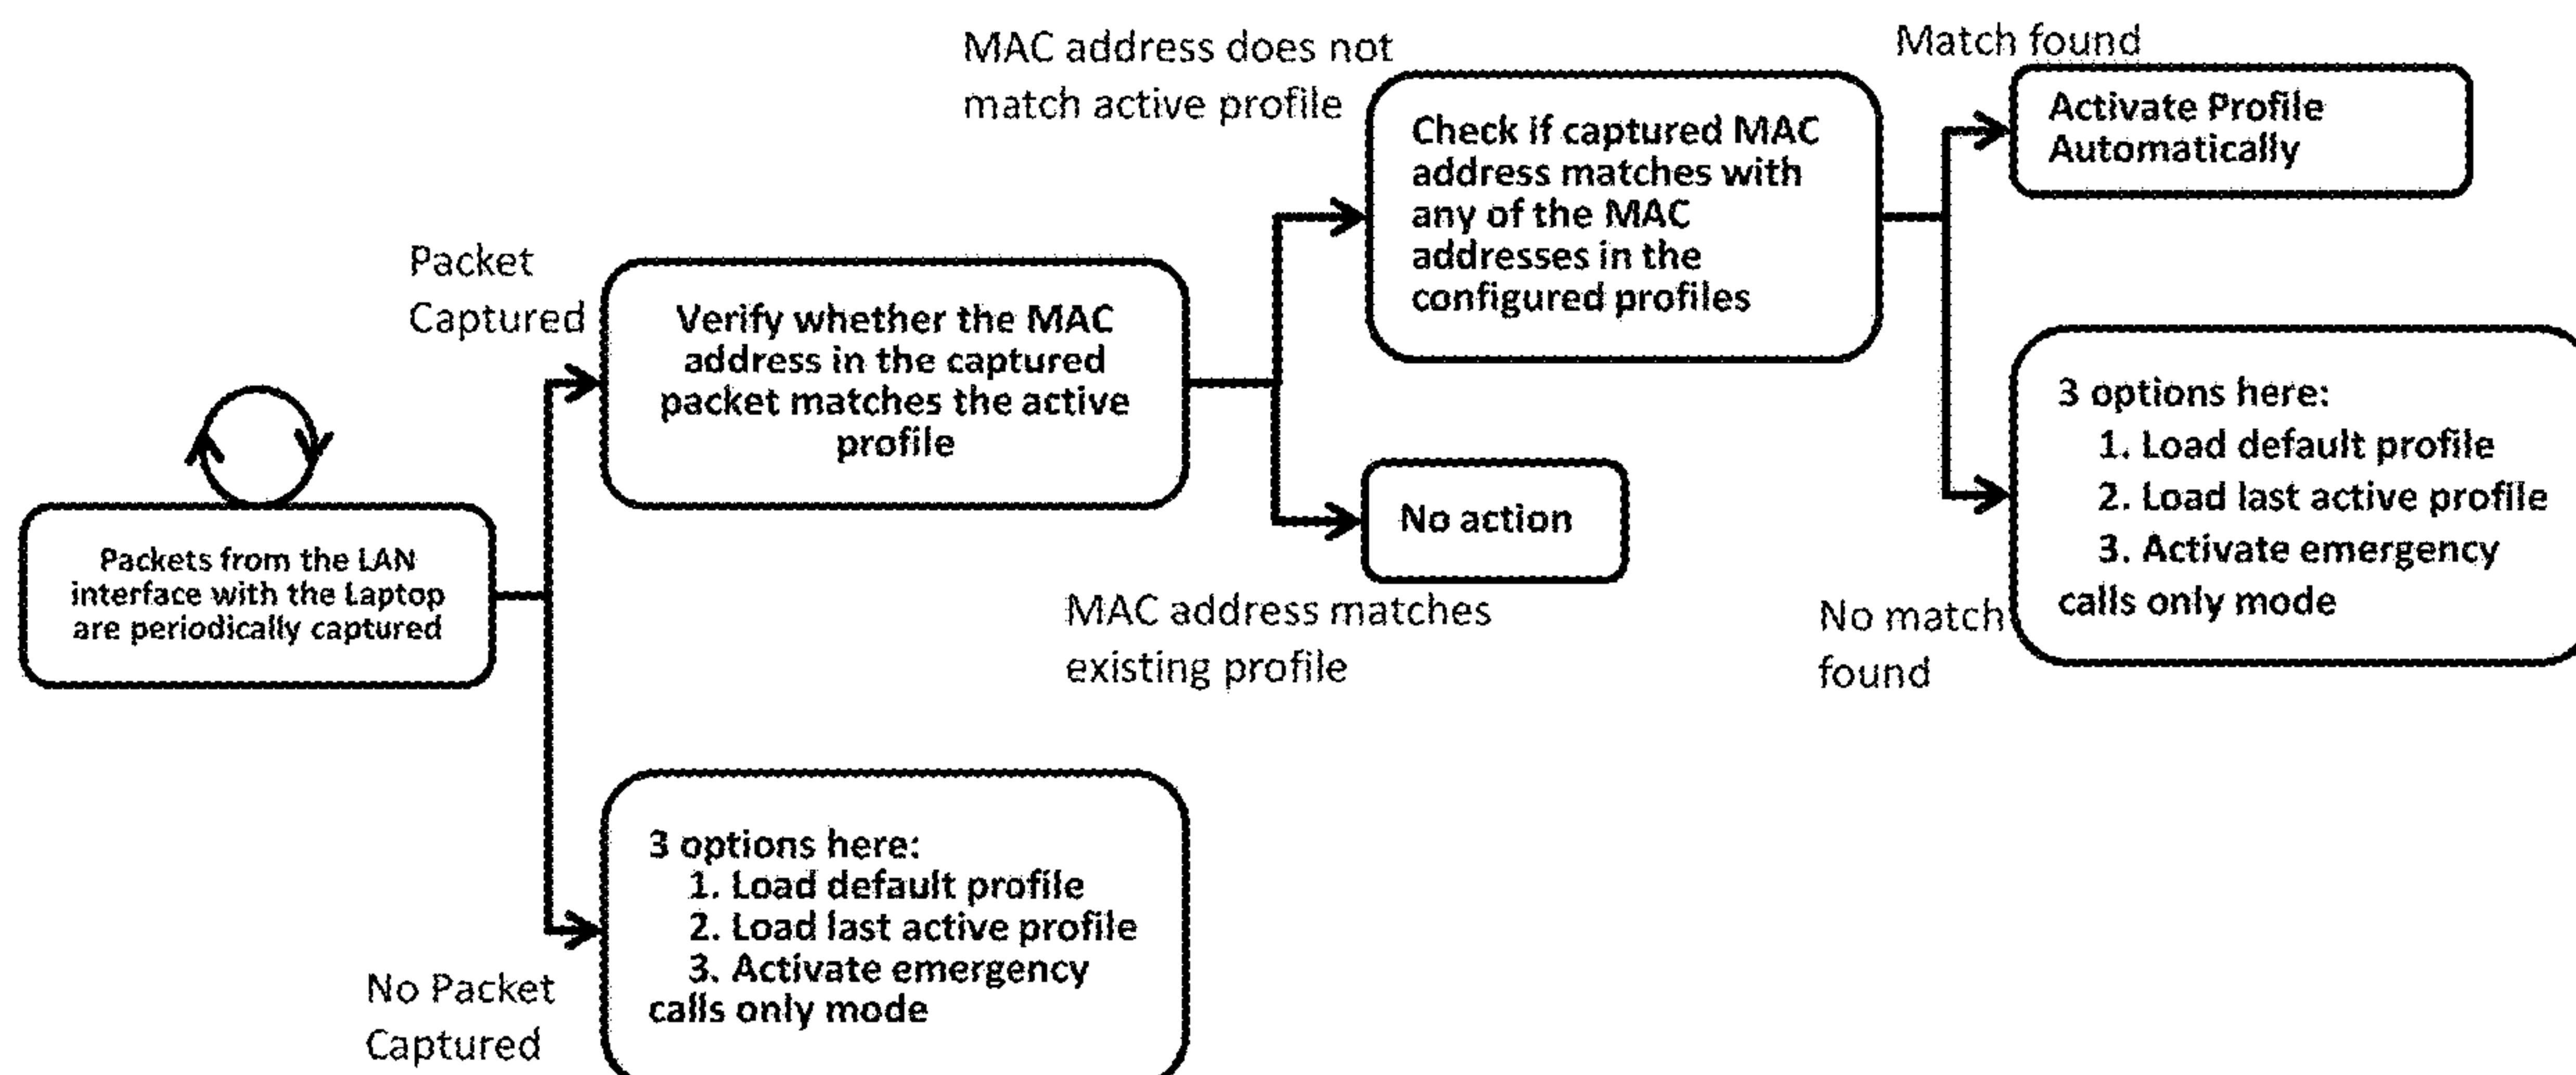 Packets from the LAN
interface with the Laptop
are periodically captured
Packet
Captured
Verify whether the MAC
address in the captured
packet matches the active
profile
MAC address does not
match active profile
Check if captured MAC
address matches with
any of the MAC
addresses in the
configured profiles
Match found
Activate Profile
Automatically
No match
found
3 options here:
1. Load default profile
2. Load last active profile
3. Activate emergency
calls only mode
No action
MAC address matches
existing profile
No Packet
Captured
3 options here:
1. Load default profile
2. Load last active profile
3. Activate emergency
calls only mode